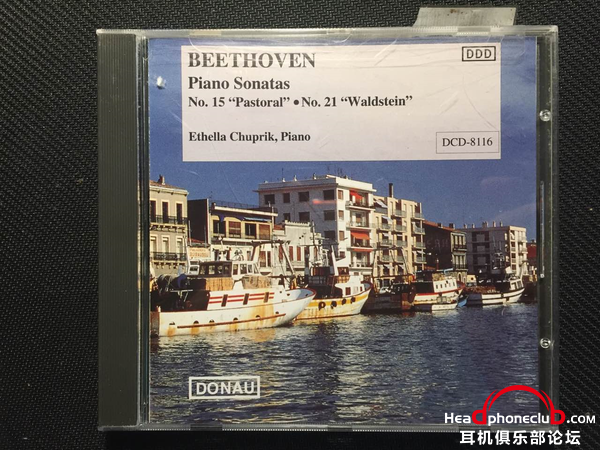 BEETHOVEN
DDD
Piano Sonatas
No. 15 “Pastoral” • No. 21 “Waldstein”
Ethella Chuprik, Piano
DCD-8116
DONAU
HeadphoneclubD.com
耳机俱乐部论坛